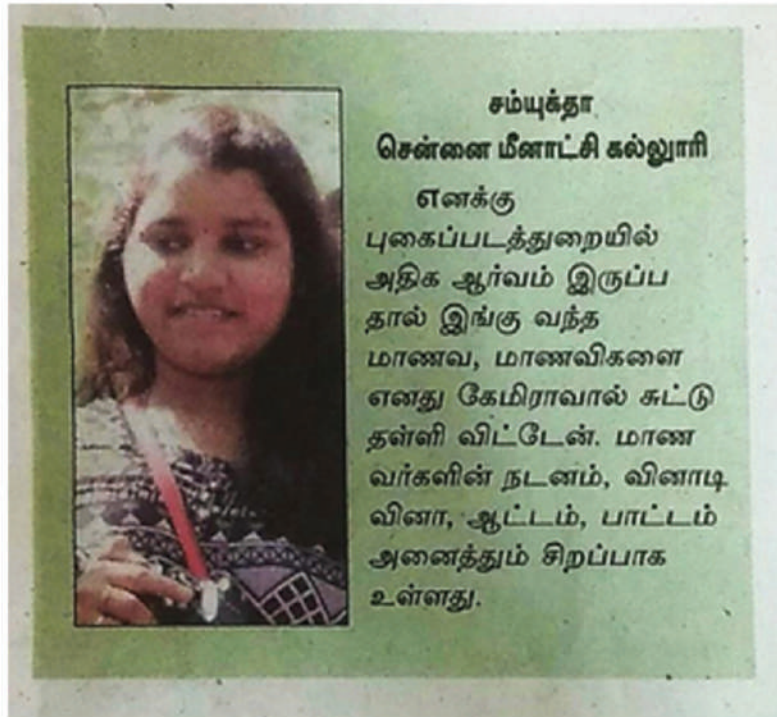 சம்யுக்தா
சென்னை மீனாட்சி கல்லூரி
எனக்கு
புகைப்படத்துறையில்
அதிக ஆர்வம் இருப்ப
தால் இங்கு வந்த
மாணவ, மாணவிகளை
எனது கேமிராவால் சுட்டு
தள்ளி விட்டேன். மாண
வர்களின் நடனம், வினாடி
வினா, ஆட்டம், பாட்டம்
அனைத்தும் சிறப்பாக
உள்ளது.